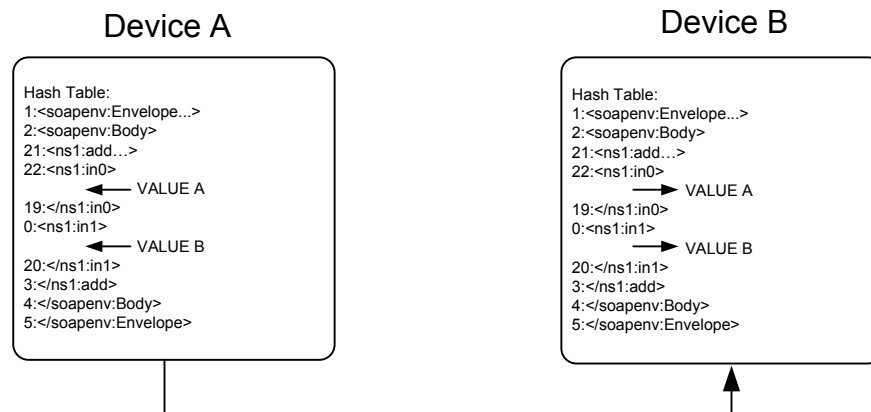 Device A
Hash Table:
1:<soapenv:Envelope...>
2:<soapenv:Body>
21:<ns1:add…>
22:<ns1:in0>
VALUE A
19:</ns1:in0>
0:<ns1:in1>
VALUE B
20:</ns1:in1>
3:</ns1:add>
4:</soapenv:Body>
5:</soapenv:Envelope>
Device B
Hash Table:
1:<soapenv:Envelope...>
2:<soapenv:Body>
21:<ns1:add…>
22:<ns1:in0>
VALUE A
19:</ns1:in0>
0:<ns1:in1>
VALUE B
20:</ns1:in1>
3:</ns1:add>
4:</soapenv:Body>
5:</soapenv:Envelope>